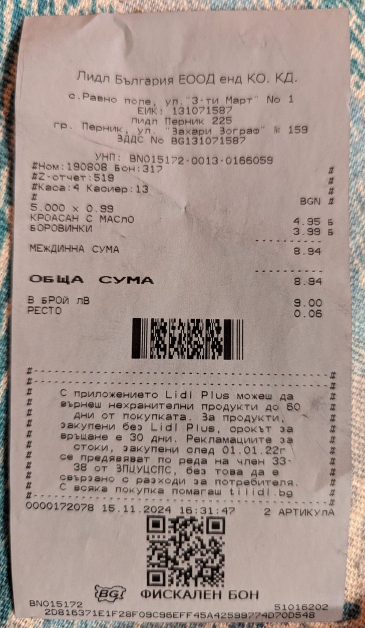 Лидл България ЕООД енд КО. КД.
с.Равно поле, ул."3-ти Март" No 1
ЕИК: 131071587
лидл Перник 225
гр. Перник, ул. "Захари Зограф" № 159
ЗДДС No BG131071587
УНП: BN015172-0013-0166059
#Ном:190808 Бон:317 #
#Z-отчет:519 #
#Каса:4 Касиер:13 #
# BGN #
5.000 x 0.99
КРОАСАН С МАСЛО 4.95 Б
БОРОВИНКИ 3.99 Б
МЕЖДИННА СУМА 8.94
ОБЩА СУМА 8.94
В БРОЙ ЛВ 9.00
РЕСТО 0.06
# С приложението Lidl Plus можеш да #
# върнеш нехранителни продукти до 60 #
# дни от покупката. За продукти, #
# закупени без Lidl Plus, срокът за #
# връщане е 30 дни. Рекламациите за #
# стоки, закупени след 01.01.22г #
# се предявяват по реда на член 33- #
# 38 от ЗПЦУЦСПС, без това да е #
# свързано с разходи за потребителя. #
# С всяка покупка помагаш tilidl.bg #
0000172078 15.11.2024 16:31:47 2 АРТИКУЛА
BG ФИСКАЛЕН БОН
BN015172 51016202
2D816371E1F28F09C98EFF45A42599774D70D548